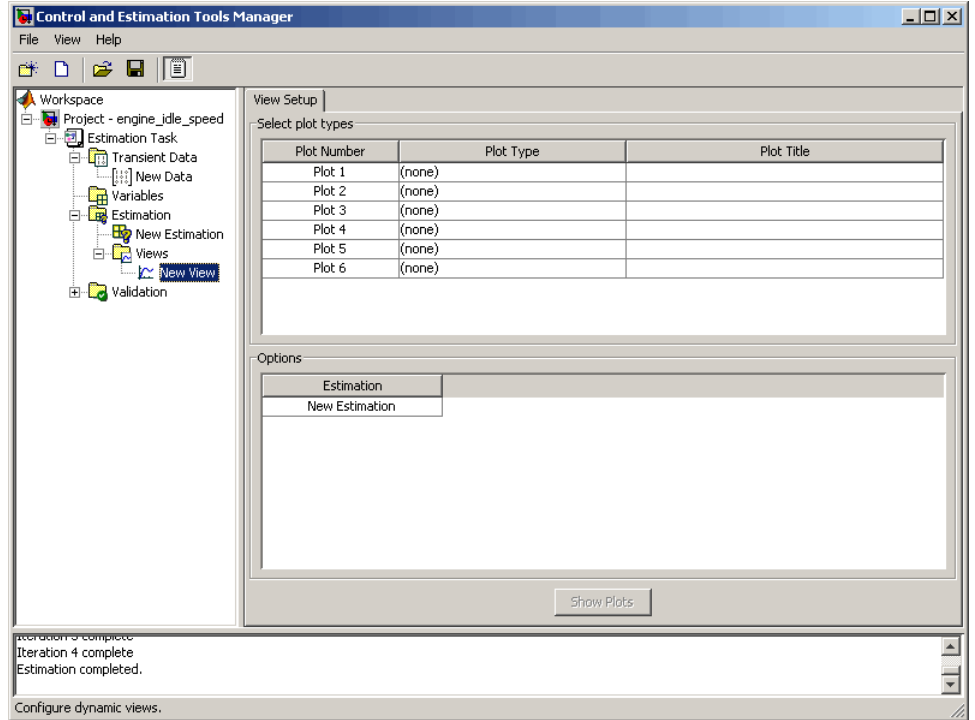 Control and Estimation Tools Manager
File View Help
Workspace
Project - engine_idle_speed
Estimation Task
Transient Data
New Data
Variables
Estimation
New Estimation
Views
New View
Validation
View Setup
Select plot types
Plot Number Plot Type Plot Title
Plot 1 (none)
Plot 2 (none)
Plot 3 (none)
Plot 4 (none)
Plot 5 (none)
Plot 6 (none)
Options
Estimation
New Estimation
Show Plots
Iteration 3 complete
Iteration 4 complete
Estimation completed.
Configure dynamic views.